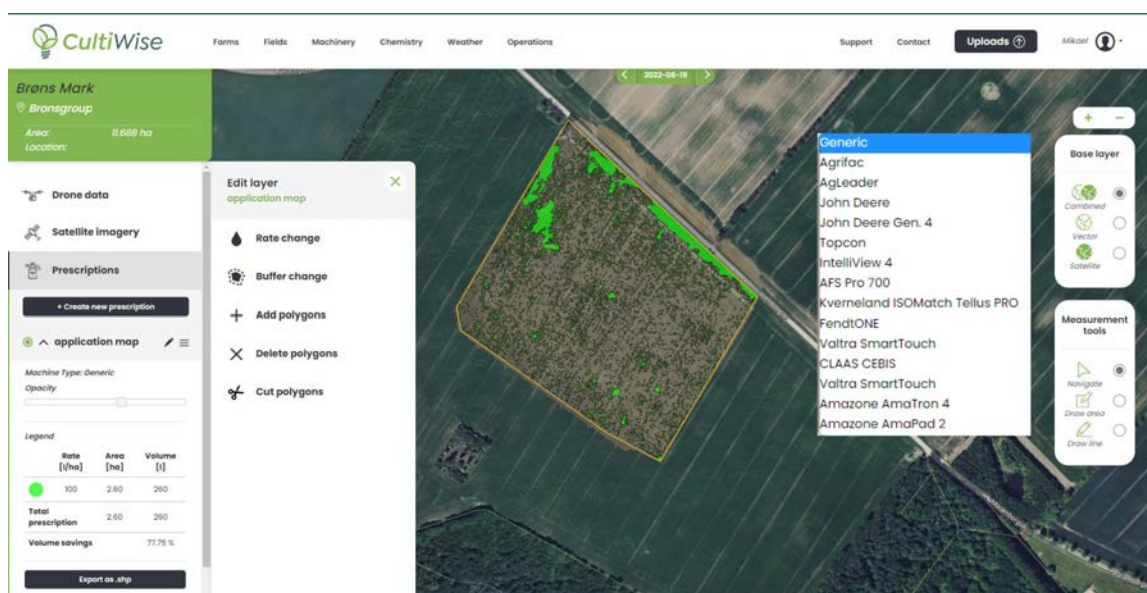 CultiWise
Farms
Fields
Machinery
Chemistry
Weather
Operations
Support
Contact
Uploads
Mikael
Brøns Mark
Bronsgroup
Area: 11.688 ha
Location:
Drone data
Satellite imagery
Prescriptions
+ Create new prescription
application map
Machine Type: Generic
Opacity
Legend
Rate [l/ha] Area [ha] Volume [l]
100 2.60 260
Total prescription 2.60 260
Volume savings 77.75 %
Export as .shp
Edit layer
application map
Rate change
Buffer change
Add polygons
Delete polygons
Cut polygons
< 2022-06-19 >
Generic
Agrifac
AgLeader
John Deere
John Deere Gen. 4
Topcon
IntelliView 4
AFS Pro 700
Kverneland ISOMatch Tellus PRO
FendtONE
Valtra SmartTouch
CLAAS CEBIS
Valtra SmartTouch
Amazone AmaTron 4
Amazone AmaPad 2
+ −
Base layer
Combined
Vector
Satellite
Measurement
tools
Navigate
Draw area
Draw line